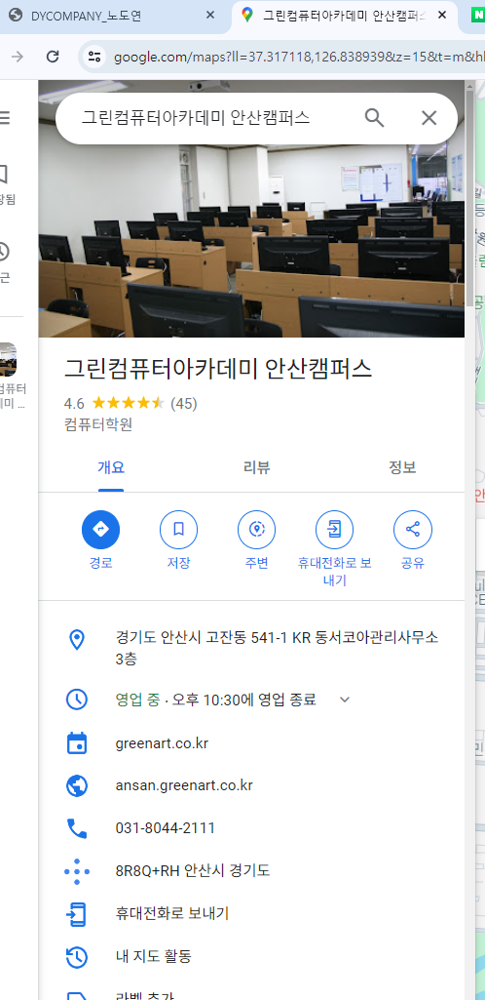 DYCOMPANY_노도연
그린컴퓨터아카데미 안산캠퍼스
google.com/maps?ll=37.317118,126.838939&z=15&t=m&hl
그린컴퓨터아카데미 안산캠퍼스
그린컴퓨터아카데미 안산캠퍼스
4.6 (45)
컴퓨터학원
개요 리뷰 정보
경로 저장 주변 휴대전화로 보내기 공유
경기도 안산시 고잔동 541-1 KR 동서코아관리사무소
3층
영업 중 · 오후 10:30에 영업 종료
greenart.co.kr
ansan.greenart.co.kr
031-8044-2111
8R8Q+RH 안산시 경기도
휴대전화로 보내기
내 지도 활동
라벨 추가